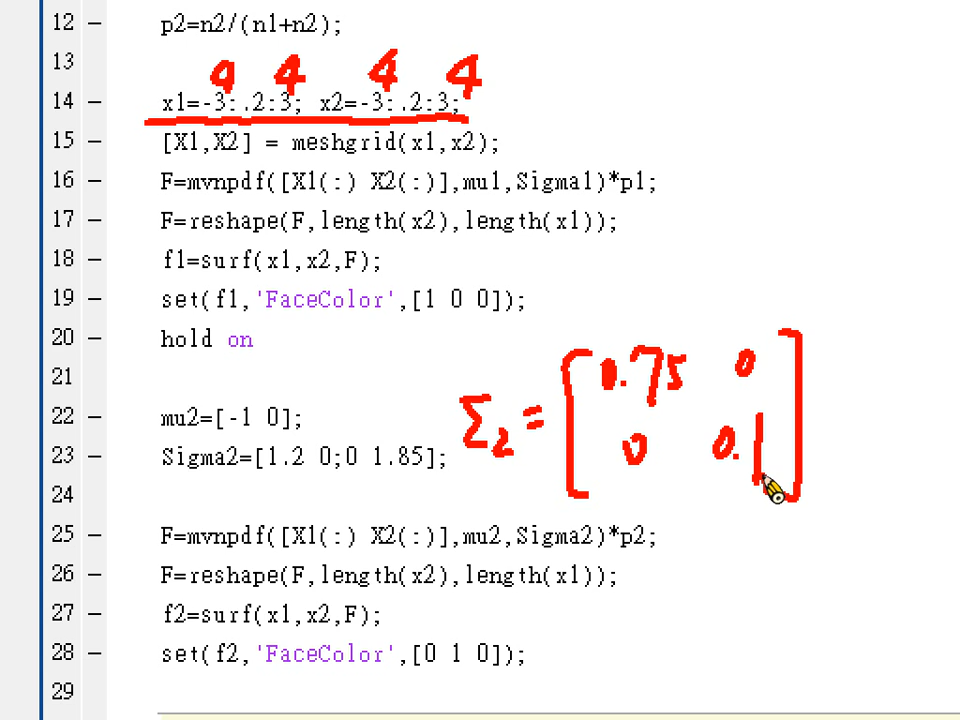 12 – p2=n2/(n1+n2);
13
4 4 4 4
14 – x1=-3:.2:3; x2=-3:.2:3;
15 – [X1,X2] = meshgrid(x1,x2);
16 – F=mvnpdf([X1(:) X2(:)],mu1,Sigma1)*p1;
17 – F=reshape(F,length(x2),length(x1));
18 – f1=surf(x1,x2,F);
19 – set(f1,'FaceColor',[1 0 0]);
20 – hold on
21
22 – mu2=[-1 0];
23 – Sigma2=[1.2 0;0 1.85];
Σ2 = [0.75 0
0 0.1]
24
25 – F=mvnpdf([X1(:) X2(:)],mu2,Sigma2)*p2;
26 – F=reshape(F,length(x2),length(x1));
27 – f2=surf(x1,x2,F);
28 – set(f2,'FaceColor',[0 1 0]);
29